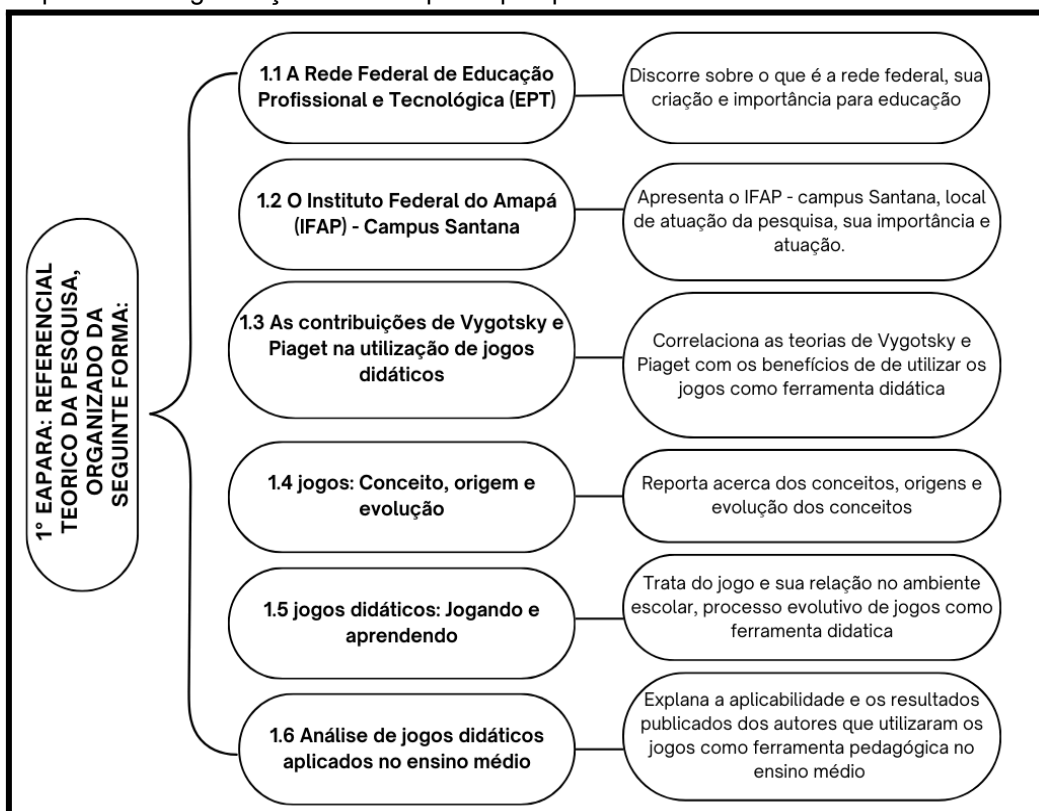 1° EAPARA: REFERENCIAL
TEORICO DA PESQUISA,
ORGANIZADO DA
SEGUINTE FORMA:
1.1 A Rede Federal de Educação
Profissional e Tecnológica (EPT)
Discorre sobre o que é a rede federal, sua
criação e importância para educação
1.2 O Instituto Federal do Amapá
(IFAP) - Campus Santana
Apresenta o IFAP - campus Santana, local
de atuação da pesquisa, sua importância e
atuação.
1.3 As contribuições de Vygotsky e
Piaget na utilização de jogos
didáticos
Correlaciona as teorias de Vygotsky e
Piaget com os benefícios de de utilizar os
jogos como ferramenta didática
1.4 jogos: Conceito, origem e
evolução
Reporta acerca dos conceitos, origens e
evolução dos conceitos
1.5 jogos didáticos: Jogando e
aprendendo
Trata do jogo e sua relação no ambiente
escolar, processo evolutivo de jogos como
ferramenta didatica
1.6 Análise de jogos didáticos
aplicados no ensino médio
Explana a aplicabilidade e os resultados
publicados dos autores que utilizaram os
jogos como ferramenta pedagógica no
ensino médio